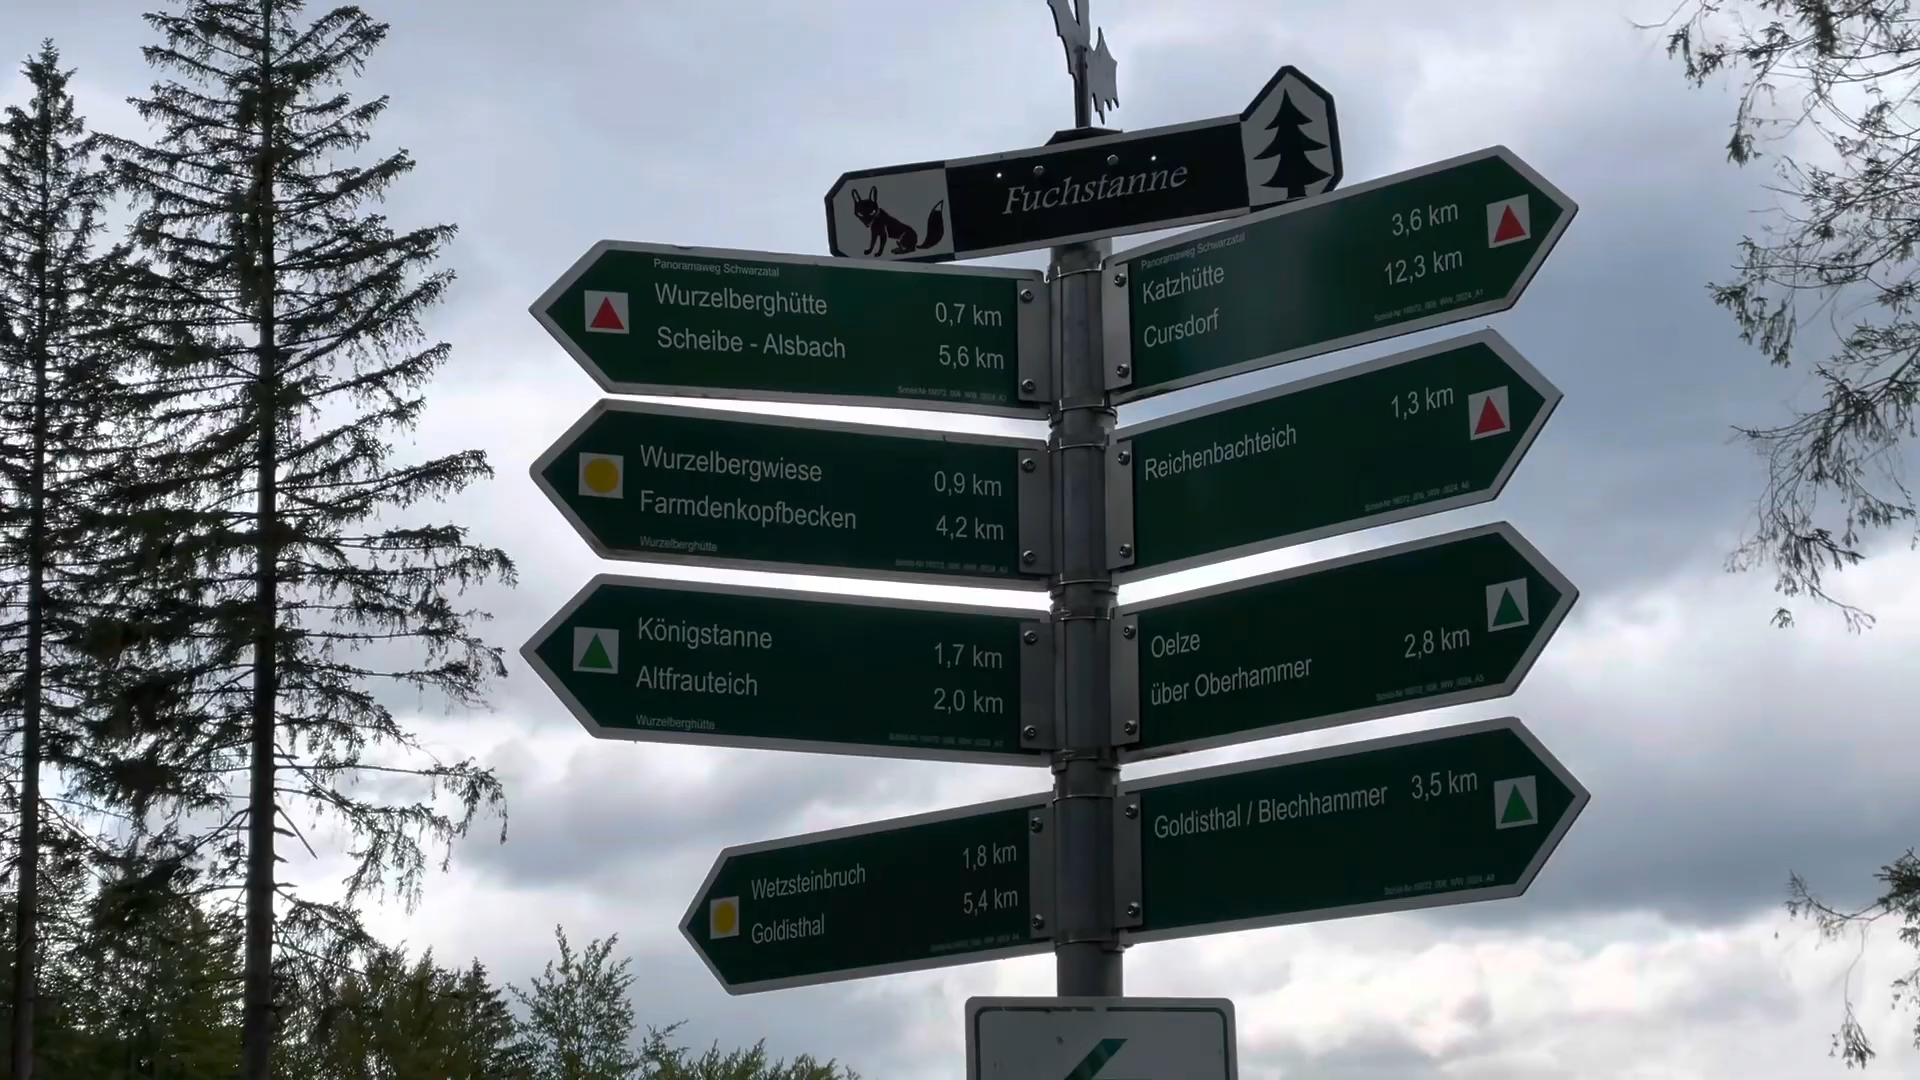 Fuchstanne
Panoramaweg Schwarzatal
Wurzelberghütte 0,7 km
Scheibe - Alsbach 5,6 km
Wurzelbergwiese 0,9 km
Farmdenkopfbecken 4,2 km
Wurzelberghütte
Königstanne 1,7 km
Altfrauteich 2,0 km
Wurzelberghütte
Wetzsteinbruch 1,8 km
Goldisthal 5,4 km
Panoramaweg Schwarzatal
Katzhütte 3,6 km
Cursdorf 12,3 km
Reichenbachteich 1,3 km
Oelze
über Oberhammer 2,8 km
Goldisthal / Blechhammer 3,5 km